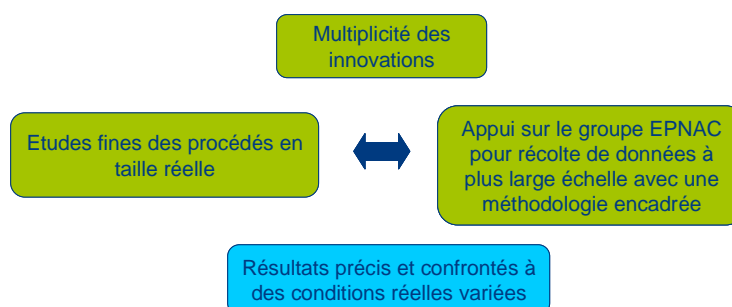 Multiplicité des
innovations
Etudes fines des procédés en
taille réelle
Appui sur le groupe EPNAC
pour récolte de données à
plus large échelle avec une
méthodologie encadrée
Résultats précis et confrontés à
des conditions réelles variées